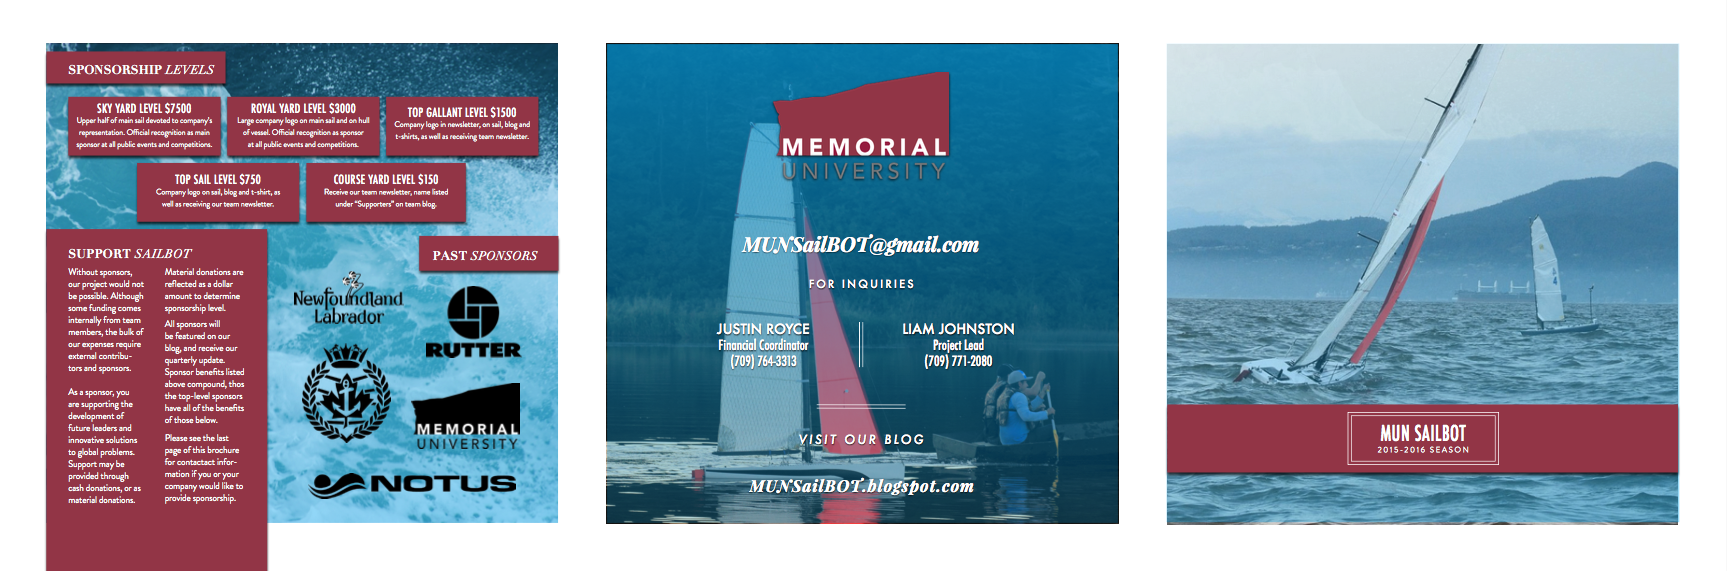 SPONSORSHIP LEVELS
SKY YARD LEVEL $7500
Upper half of main sail devoted to company's
representation. Official recognition as main
sponsor at all public events and competitions.
ROYAL YARD LEVEL $3000
Large company logo on main sail and on hull
of vessel. Official recognition as sponsor
at all public events and competitions.
TOP GALLANT LEVEL $1500
Company logo in newsletter, on sail, blog and
t-shirts, as well as receiving team newsletter.
TOP SAIL LEVEL $750
Company logo on sail, blog and t-shirt, as
well as receiving our team newsletter.
COURSE YARD LEVEL $150
Receive our team newsletter, name listed
under "Supporters" on team blog.
SUPPORT SAILBOT
Without sponsors,
our project would not
be possible. Although
some funding comes
internally from team
members, the bulk of
our expenses require
external contribu-
tors and sponsors.
As a sponsor, you
are supporting the
development of
future leaders and
innovative solutions
to global problems.
Support may be
provided through
cash donations, or as
material donations.
Material donations are
reflected as a dollar
amount to determine
sponsorship level.
All sponsors will
be featured on our
blog, and receive our
quarterly update.
Sponsor benefits listed
above compound, thos
the top-level sponsors
have all of the benefits
of those below.
Please see the last
page of this brochure
for contactact infor-
mation if you or your
company would like to
provide sponsorship.
PAST SPONSORS
Newfoundland
Labrador
RUTTER
MEMORIAL
UNIVERSITY
NOTUS
MEMORIAL
UNIVERSITY
MUNSailBOT@gmail.com
FOR INQUIRIES
JUSTIN ROYCE
Financial Coordinator
(709) 764-3313
LIAM JOHNSTON
Project Lead
(709) 771-2080
VISIT OUR BLOG
MUNSailBOT.blogspot.com
MUN SAILBOT
2015-2016 SEASON